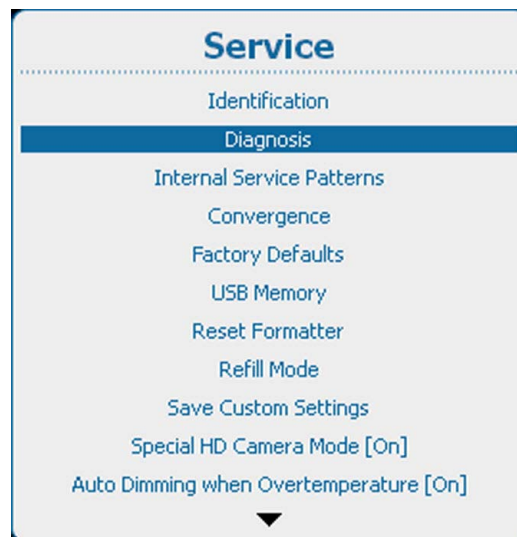 Service
Identification
Diagnosis
Internal Service Patterns
Convergence
Factory Defaults
USB Memory
Reset Formatter
Refill Mode
Save Custom Settings
Special HD Camera Mode [On]
Auto Dimming when Overtemperature [On]